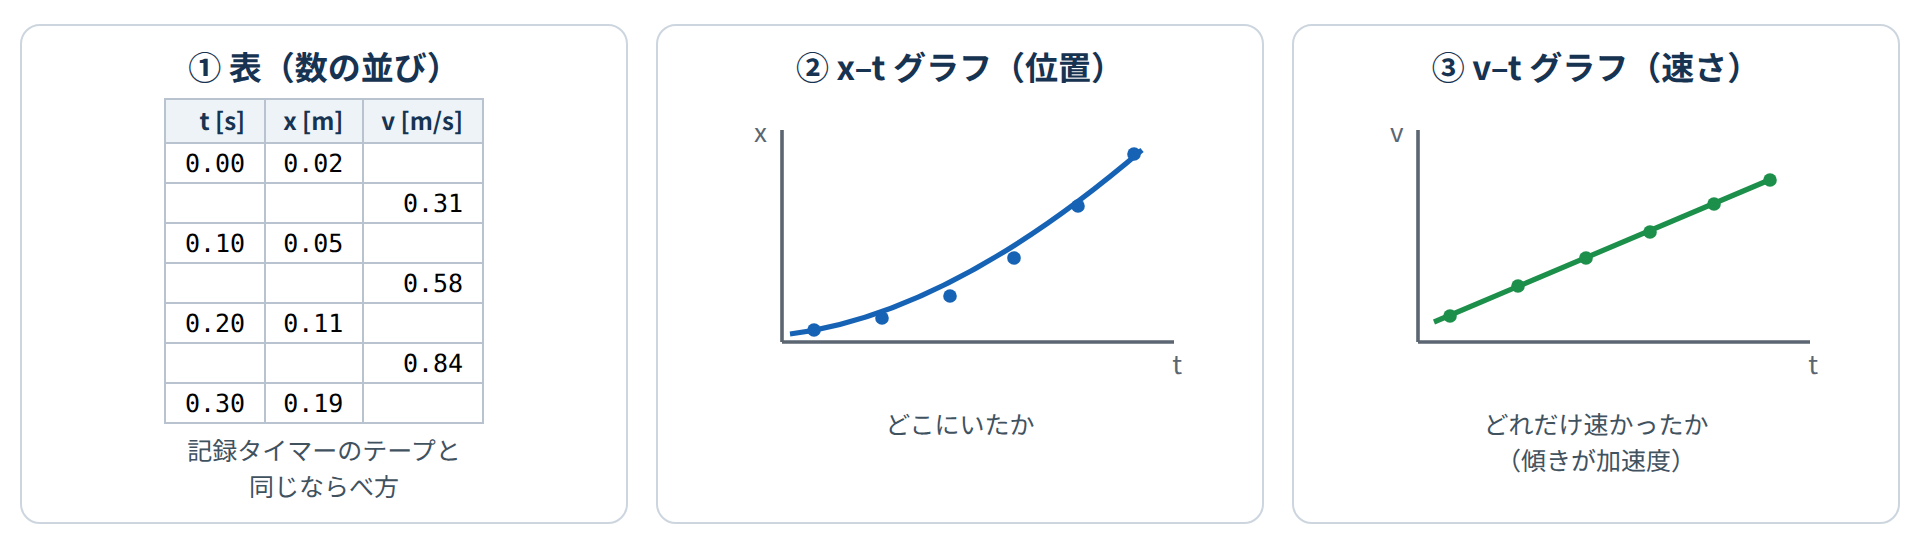 ① 表（数の並び）
t [s] x [m] v [m/s]
0.00 0.02
0.31
0.10 0.05
0.58
0.20 0.11
0.84
0.30 0.19
記録タイマーのテープと
同じならべ方
② x–t グラフ（位置）
x
t
どこにいたか
③ v–t グラフ（速さ）
v
t
どれだけ速かったか
（傾きが加速度）